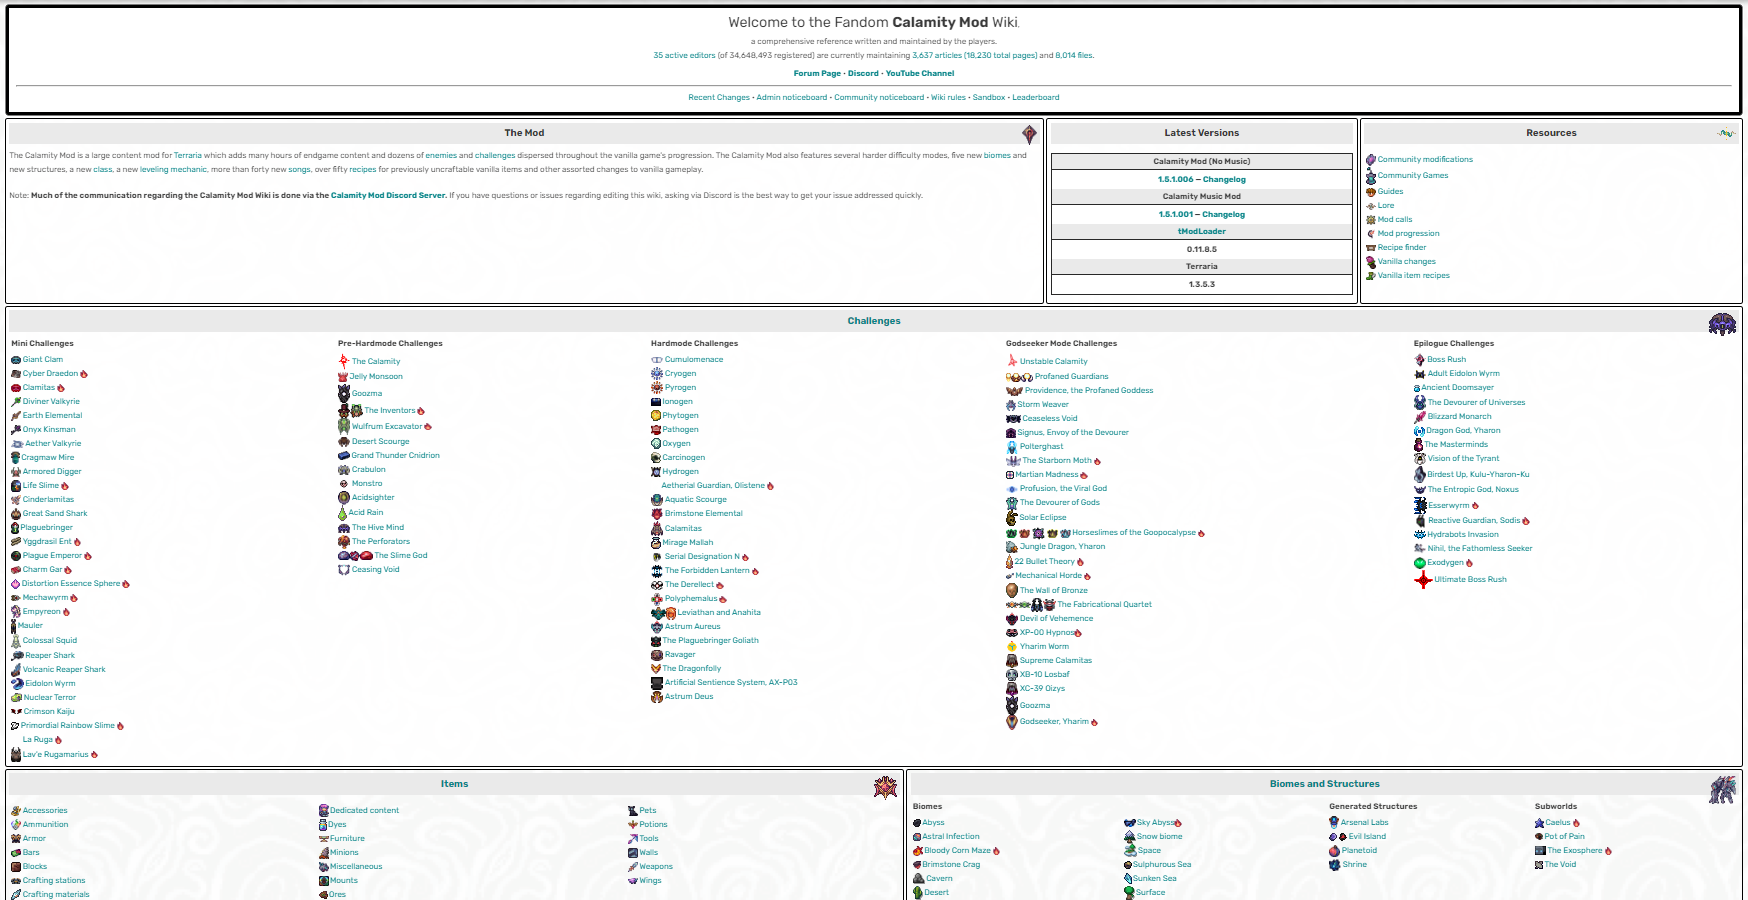 Welcome to the Fandom Calamity Mod Wiki.
a comprehensive reference written and maintained by the players.
35 active editors (of 34,648,493 registered) are currently maintaining 3,637 articles (18,230 total pages) and 8,014 files.
Forum Page • Discord • YouTube Channel
Recent Changes • Admin noticeboard • Community noticeboard • Wiki rules • Sandbox • Leaderboard
The Mod
The Calamity Mod is a large content mod for Terraria which adds many hours of endgame content and dozens of enemies and challenges dispersed throughout the vanilla game's progression. The Calamity Mod also features several harder difficulty modes, five new biomes and
new structures, a new class, a new leveling mechanic, more than forty new songs, over fifty recipes for previously uncraftable vanilla items and other assorted changes to vanilla gameplay.
Note: Much of the communication regarding the Calamity Mod Wiki is done via the Calamity Mod Discord Server. If you have questions or issues regarding editing this wiki, asking via Discord is the best way to get your issue addressed quickly.
Latest Versions
Calamity Mod (No Music)
1.5.1.006 — Changelog
Calamity Music Mod
1.5.1.001 — Changelog
tModLoader
0.11.8.5
Terraria
1.3.5.3
Resources
Community modifications
Community Games
Guides
Lore
Mod calls
Mod progression
Recipe finder
Vanilla changes
Vanilla item recipes
Challenges
Mini Challenges
Giant Clam
Cyber Draedon
Clamitas
Diviner Valkyrie
Earth Elemental
Onyx Kinsman
Aether Valkyrie
Cragmaw Mire
Armored Digger
Life Slime
Cinderlamitas
Great Sand Shark
Plaguebringer
Yggdrasil Ent
Plague Emperor
Charm Gar
Distortion Essence Sphere
Mechawyrm
Empyreon
Mauler
Colossal Squid
Reaper Shark
Volcanic Reaper Shark
Eidolon Wyrm
Nuclear Terror
Crimson Kaiju
Primordial Rainbow Slime
La Ruga
Lav'e Rugamarius
Pre-Hardmode Challenges
The Calamity
Jelly Monsoon
Goozma
The Inventors
Wulfrum Excavator
Desert Scourge
Grand Thunder Cnidrion
Crabulon
Monstro
Acidsighter
Acid Rain
The Hive Mind
The Perforators
The Slime God
Ceasing Void
Hardmode Challenges
Cumulomenace
Cryogen
Pyrogen
Ionogen
Phytogen
Pathogen
Oxygen
Carcinogen
Hydrogen
Aetherial Guardian, Olistene
Aquatic Scourge
Brimstone Elemental
Calamitas
Mirage Mallah
Serial Designation N
The Forbidden Lantern
The Derellect
Polyphemalus
Leviathan and Anahita
Astrum Aureus
The Plaguebringer Goliath
Ravager
The Dragonfolly
Artificial Sentience System, AX-P03
Astrum Deus
Godseeker Mode Challenges
Unstable Calamity
Profaned Guardians
Providence, the Profaned Goddess
Storm Weaver
Ceaseless Void
Signus, Envoy of the Devourer
Polterghast
The Starborn Moth
Martian Madness
Profusion, the Viral God
The Devourer of Gods
Solar Eclipse
Horseslimes of the Goopocalypse
Jungle Dragon, Yharon
22 Bullet Theory
Mechanical Horde
The Wall of Bronze
The Fabricational Quartet
Devil of Vehemence
XP-00 Hypnos
Yharim Worm
Supreme Calamitas
XB-10 Losbaf
XC-39 Oizys
Goozma
Godseeker, Yharim
Epilogue Challenges
Boss Rush
Adult Eidolon Wyrm
Ancient Doomsayer
The Devourer of Universes
Blizzard Monarch
Dragon God, Yharon
The Masterminds
Vision of the Tyrant
Birdest Up, Kulu-Yharon-Ku
The Entropic God, Noxus
Esserwyrm
Reactive Guardian, Sodis
Hydrabots Invasion
Nihil, the Fathomless Seeker
Exodygen
Ultimate Boss Rush
Items
Accessories
Ammunition
Armor
Bars
Blocks
Crafting stations
Crafting materials
Dedicated content
Dyes
Furniture
Minions
Miscellaneous
Mounts
Ores
Pets
Potions
Tools
Walls
Weapons
Wings
Biomes and Structures
Biomes
Abyss
Astral Infection
Bloody Corn Maze
Brimstone Crag
Cavern
Desert
Sky Abyss
Snow biome
Space
Sulphurous Sea
Sunken Sea
Surface
Generated Structures
Arsenal Labs
Evil Island
Planetoid
Shrine
Subworlds
Caelus
Pot of Pain
The Exosphere
The Void